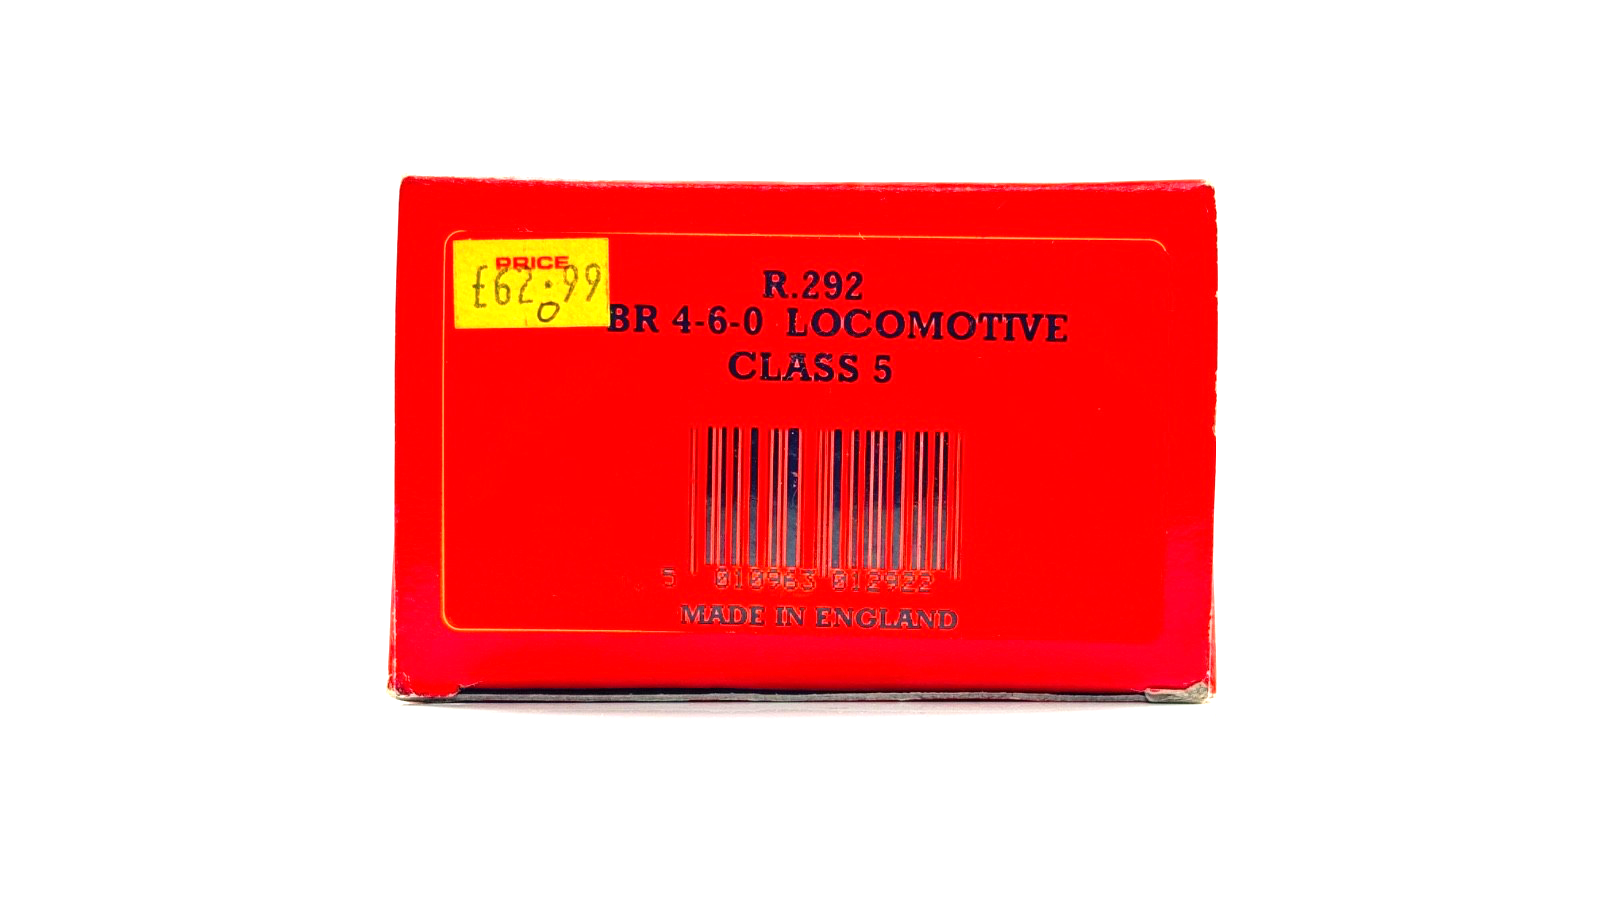 PRICE
£62.99
R.292
BR 4-6-0 LOCOMOTIVE
CLASS 5
5 010963 012922
MADE IN ENGLAND